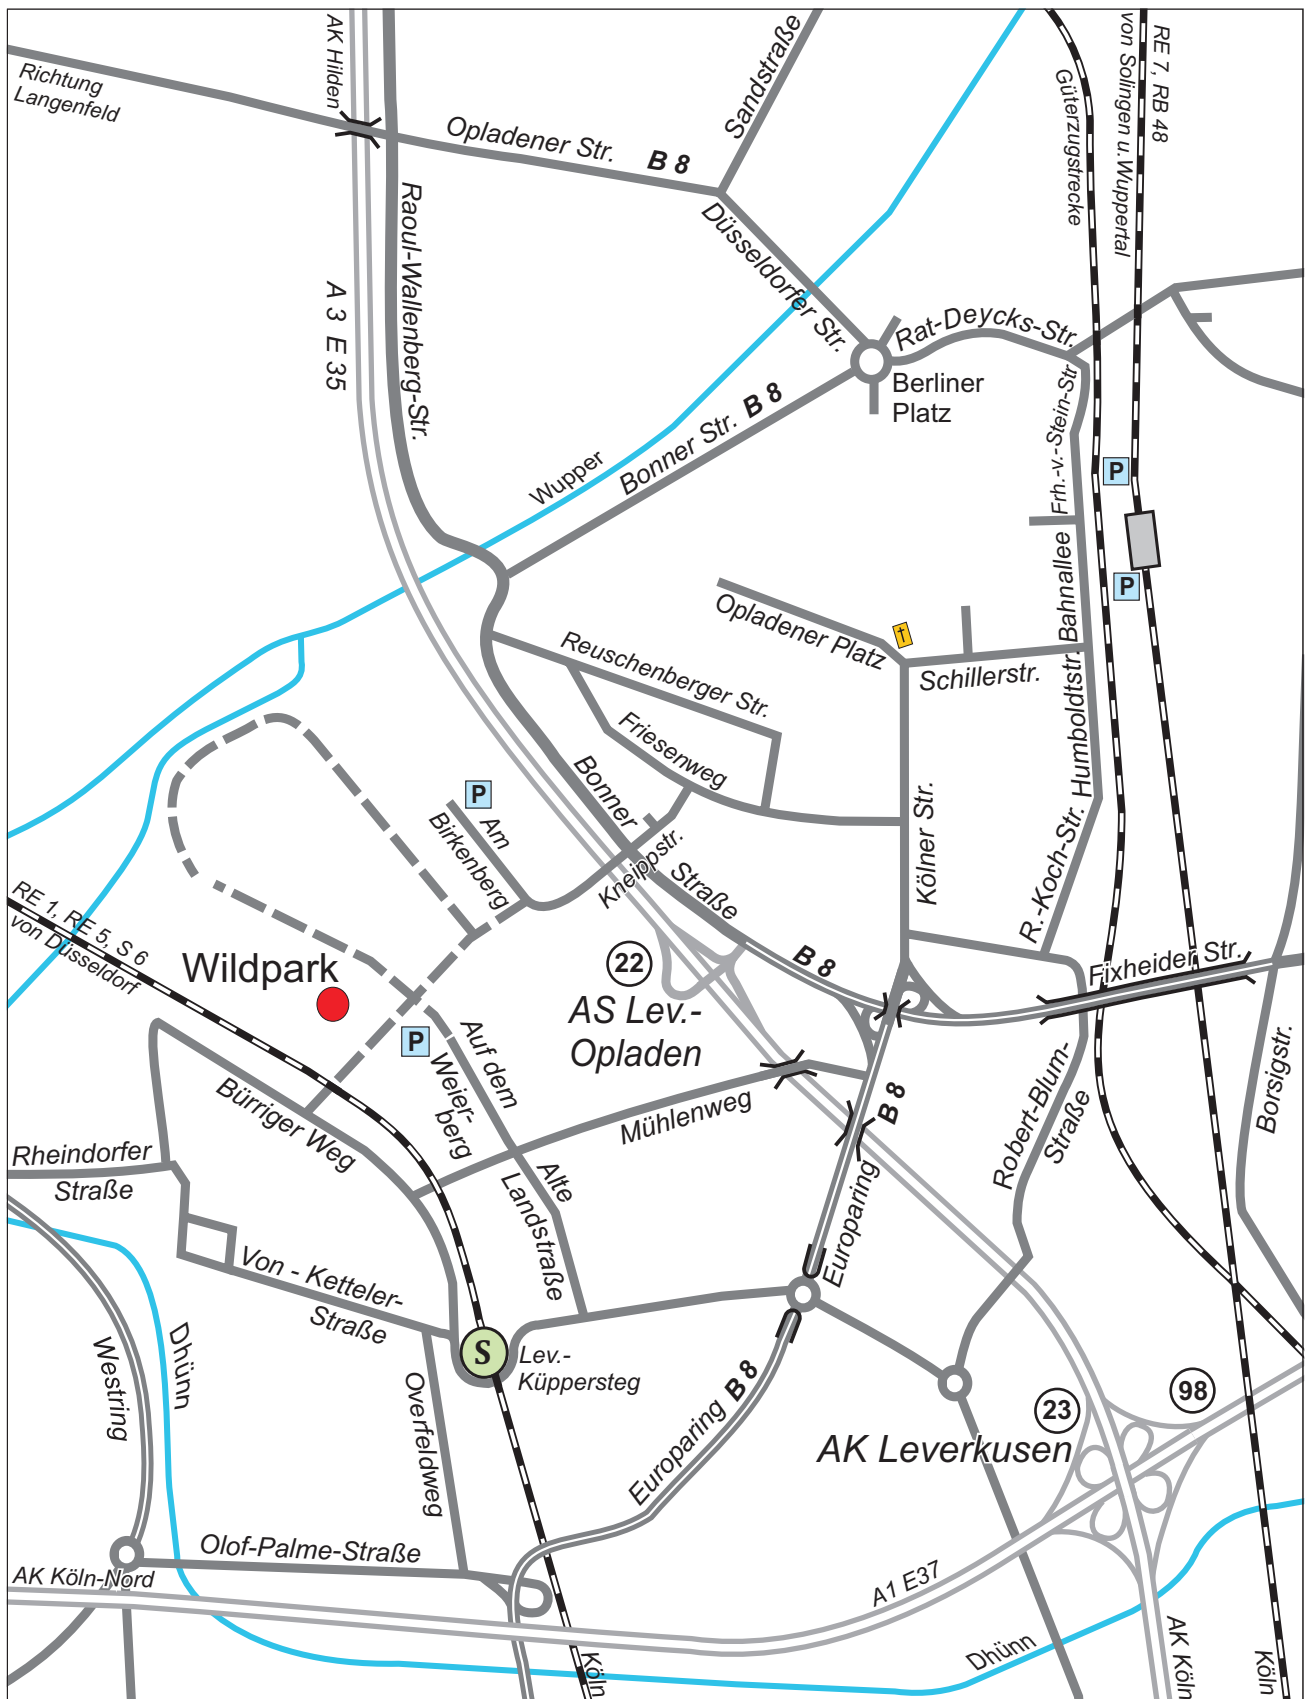 AK Hilden
Richtung
Langenfeld
Opladener Str.
B 8
Sandstraße
Güterzugstrecke
RE 7, RB 48
von Solingen u.Wuppertal
A 3 E 35
Raoul-Wallenberg-Str.
Düsseldorfer Str.
Rat-Deycks-Str.
Berliner
Platz
Bonner Str. B 8
Wupper
Frh.-v.-Stein-Str
P
P
Bahnallee
Humboldtstr.
Opladener Platz
Schillerstr.
Reuschenberger Str.
Friesenweg
Bonner
Straße
Kneippstr.
P
Am
Birkenberg
Kölner Str.
R.-Koch-Str.
RE 1, RE 5, S 6
von Düsseldorf
Wildpark
22
AS Lev.-
Opladen
B 8
Fixheider Str.
P
Auf dem
Weier-
berg
Bürriger Weg
Mühlenweg
B 8
Europaring
Robert-Blum-
Straße
Borsigstr.
Rheindorfer
Straße
Alte
Landstraße
Von - Ketteler-
Straße
Westring
Dhünn
S
Lev.-
Küppersteg
Overfeldweg
Europaring B 8
23
98
AK Leverkusen
Olof-Palme-Straße
AK Köln-Nord
A1 E37
Dhünn
Köln
AK Köln
Köln